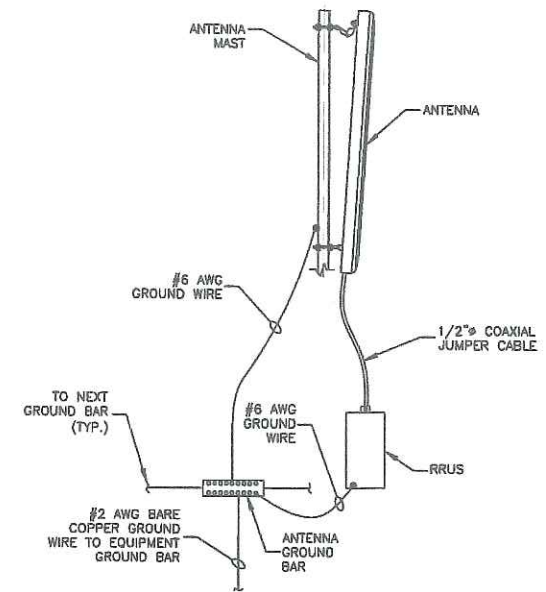 ANTENNA
MAST
ANTENNA
#6 AWG
GROUND WIRE
1/2"ø COAXIAL
JUMPER CABLE
TO NEXT
GROUND BAR
(TYP.)
#6 AWG
GROUND
WIRE
RRUS
#2 AWG BARE
COPPER GROUND
WIRE TO EQUIPMENT
GROUND BAR
ANTENNA
GROUND
BAR